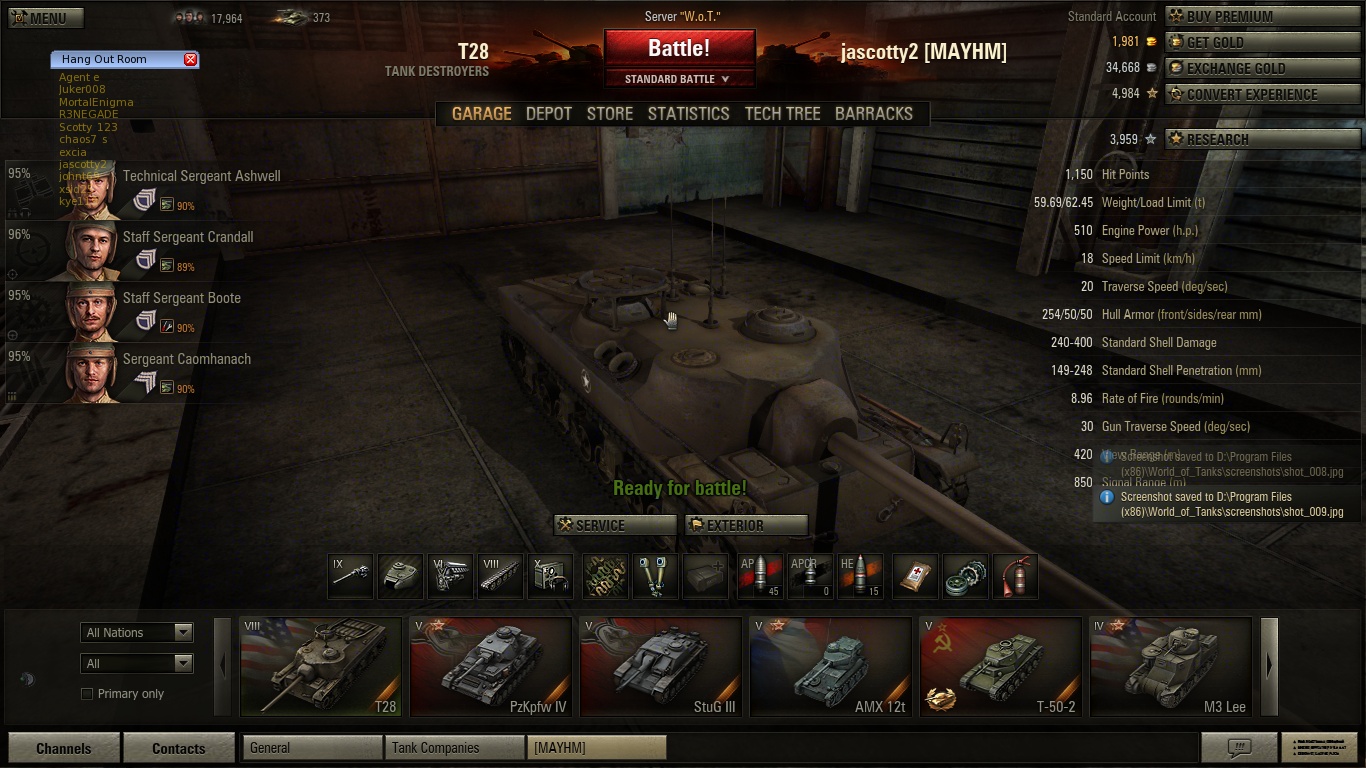 MENU
17,964
373
Server "W.o.T."
Standard Account
BUY PREMIUM
Hang Out Room
T28
TANK DESTROYERS
Battle!
STANDARD BATTLE
jascotty2 [MAYHM]
1,981
GET GOLD
34,668
EXCHANGE GOLD
4,984
CONVERT EXPERIENCE
Agent e
Juker008
MortalEnigma
R3NEGADE
Scotty 123
chaos7 s
excia
jascotty2
GARAGE DEPOT STORE STATISTICS TECH TREE BARRACKS
3,959
RESEARCH
95%
Technical Sergeant Ashwell
90%
96%
Staff Sergeant Crandall
89%
95%
Staff Sergeant Boote
90%
95%
Sergeant Caomhanach
90%
1,150 Hit Points
59.69/62.45 Weight/Load Limit (t)
510 Engine Power (h.p.)
18 Speed Limit (km/h)
20 Traverse Speed (deg/sec)
254/50/50 Hull Armor (front/sides/rear mm)
240-400 Standard Shell Damage
149-248 Standard Shell Penetration (mm)
8.96 Rate of Fire (rounds/min)
30 Gun Traverse Speed (deg/sec)
420 View Range (m)
850 Signal Range (m)
Screenshot saved to D:\Program Files
(x86)\World_of_Tanks\screenshots\shot_008.jpg
Screenshot saved to D:\Program Files
(x86)\World_of_Tanks\screenshots\shot_009.jpg
Ready for battle!
SERVICE
EXTERIOR
IX
VIII
X
AP
45
APCR
0
HE
15
All Nations
All
Primary only
VIII
T28
V
PzKpfw IV
V
StuG III
V
AMX 12t
V
T-50-2
IV
M3 Lee
Channels
Contacts
General
Tank Companies
[MAYHM]